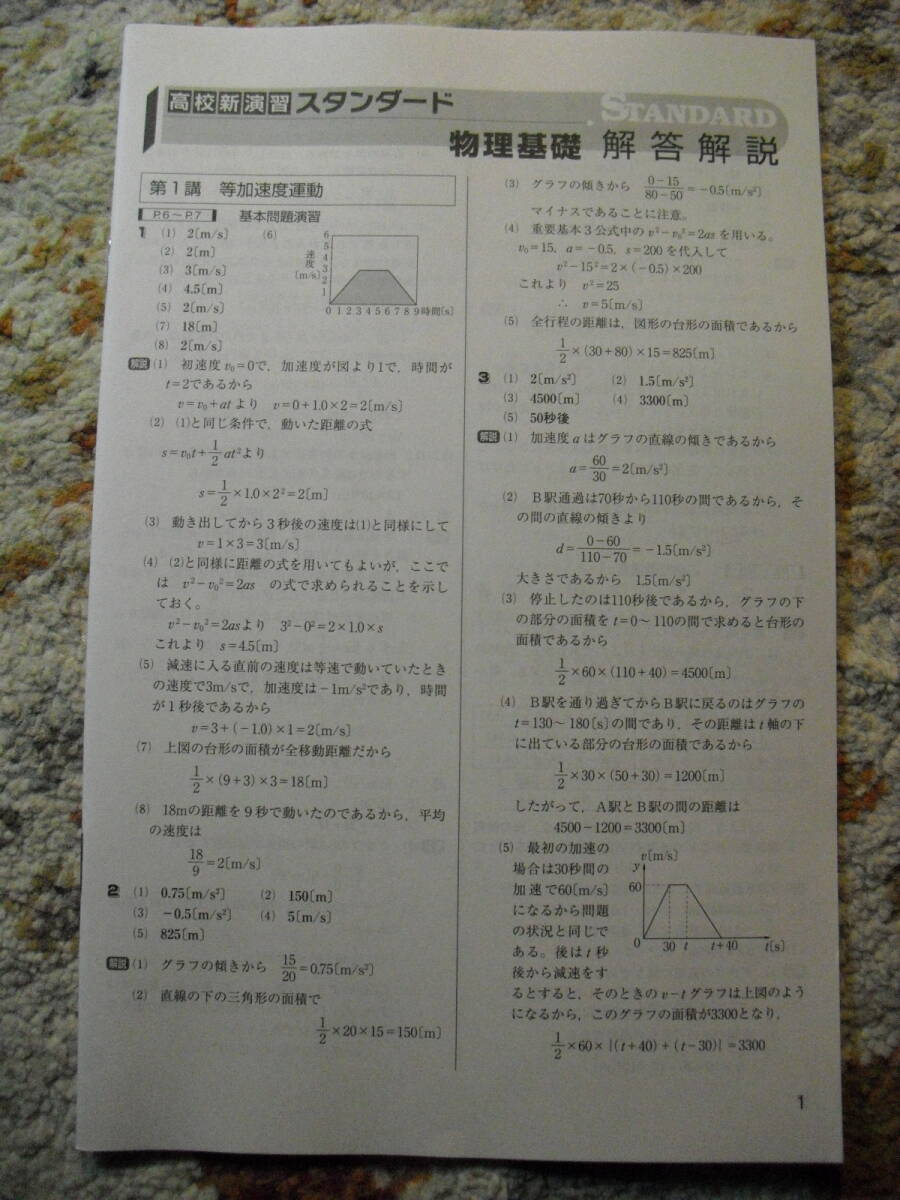 高校新演習 スタンダード
STANDARD
物理基礎 解答解説
第1講 等加速度運動
P.6〜P.7 基本問題演習
1 (1) 2〔m/s〕 (6)
(2) 2〔m〕
(3) 3〔m/s〕
(4) 4.5〔m〕
(5) 2〔m/s〕
(7) 18〔m〕
(8) 2〔m/s〕
速度〔m/s〕
6
5
4
3
2
1
0 1 2 3 4 5 6 7 8 9 時間〔s〕
解説 (1) 初速度v₀=0で,加速度が図より1で,時間が
t=2であるから
v=v₀+atより v=0+1.0×2=2〔m/s〕
(2) (1)と同じ条件で,動いた距離の式
s=v₀t+1/2at²より
s=1/2×1.0×2²=2〔m〕
(3) 動き出してから3秒後の速度は(1)と同様にして
v=1×3=3〔m/s〕
(4) (2)と同様に距離の式を用いてもよいが,ここで
は v²−v₀²=2as の式で求められることを示し
ておく。
v²−v₀²=2asより 3²−0²=2×1.0×s
これより s=4.5〔m〕
(5) 減速に入る直前の速度は等速で動いていたとき
の速度で3m/sで,加速度は−1m/s²であり,時間
が1秒後であるから
v=3+(−1.0)×1=2〔m/s〕
(7) 上図の台形の面積が全移動距離だから
1/2×(9+3)×3=18〔m〕
(8) 18mの距離を9秒で動いたのであるから,平均
の速度は
18/9=2〔m/s〕
2 (1) 0.75〔m/s²〕 (2) 150〔m〕
(3) −0.5〔m/s²〕 (4) 5〔m/s〕
(5) 825〔m〕
解説 (1) グラフの傾きから 15/20=0.75〔m/s²〕
(2) 直線の下の三角形の面積で
1/2×20×15=150〔m〕
(3) グラフの傾きから 0−15/80−50=−0.5〔m/s²〕
マイナスであることに注意。
(4) 重要基本3公式中のv²−v₀²=2asを用いる。
v₀=15, a=−0.5, s=200を代入して
v²−15²=2×(−0.5)×200
これより v²=25
∴ v=5〔m/s〕
(5) 全行程の距離は,図形の台形の面積であるから
1/2×(30+80)×15=825〔m〕
3 (1) 2〔m/s²〕 (2) 1.5〔m/s²〕
(3) 4500〔m〕 (4) 3300〔m〕
(5) 50秒後
解説 (1) 加速度aはグラフの直線の傾きであるから
a=60/30=2〔m/s²〕
(2) B駅通過は70秒から110秒の間であるから,そ
の間の直線の傾きより
d=0−60/110−70=−1.5〔m/s²〕
大きさであるから 1.5〔m/s²〕
(3) 停止したのは110秒後であるから,グラフの下
の部分の面積をt=0〜110の間で求めると台形の
面積であるから
1/2×60×(110+40)=4500〔m〕
(4) B駅を通り過ぎてからB駅に戻るのはグラフの
t=130〜180〔s〕の間であり,その距離はt軸の下
に出ている部分の台形の面積であるから
1/2×30×(50+30)=1200〔m〕
したがって,A駅とB駅の間の距離は
4500−1200=3300〔m〕
(5) 最初の加速の
場合は30秒間の
加速で60〔m/s〕
になるから問題
の状況と同じで
ある。後はt秒
後から減速をす
るとすると,そのときのv−tグラフは上図のよう
になるから,このグラフの面積が3300となり,
1/2×60×|(t+40)+(t−30)|=3300
v〔m/s〕
y
60
0 30 t t+40 t〔s〕
1